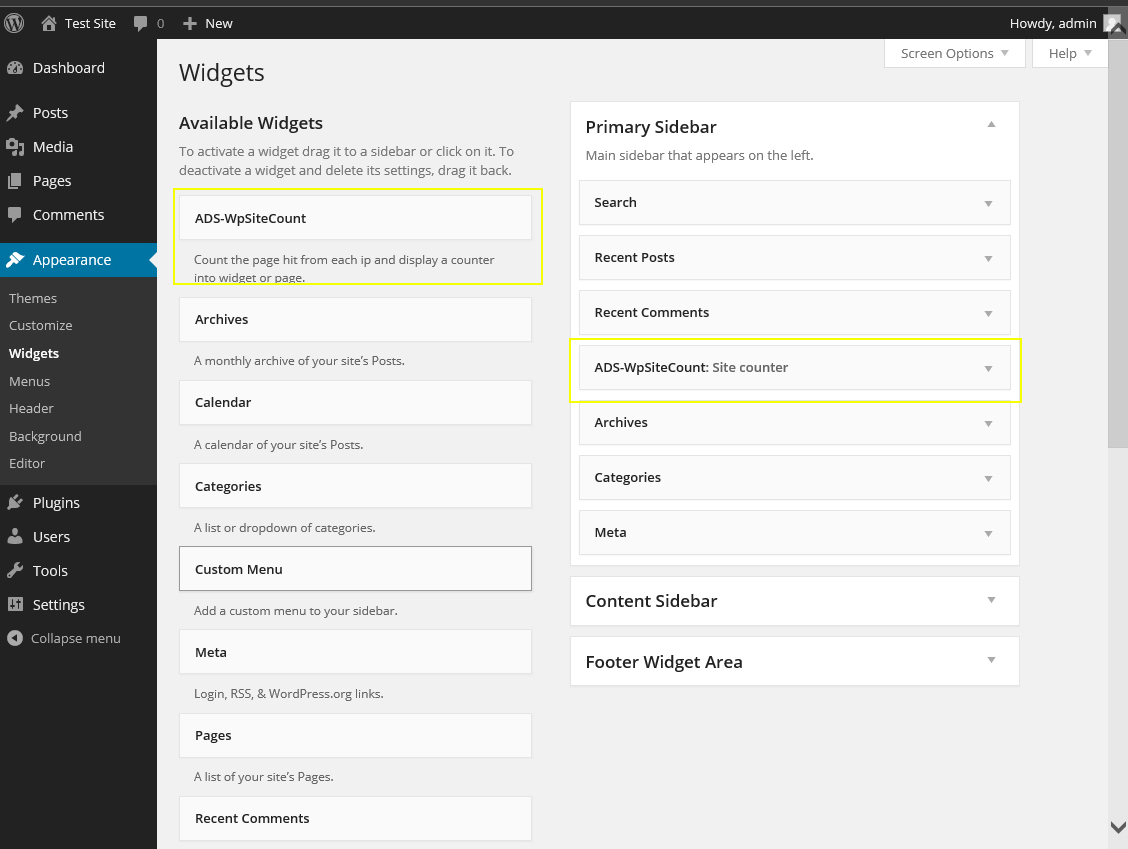 Test Site 0 New Howdy, admin
Screen Options Help
Dashboard
Posts
Media
Pages
Comments
Appearance
Themes
Customize
Widgets
Menus
Header
Background
Editor
Plugins
Users
Tools
Settings
Collapse menu
Widgets
Available Widgets
To activate a widget drag it to a sidebar or click on it. To
deactivate a widget and delete its settings, drag it back.
ADS-WpSiteCount
Count the page hit from each ip and display a counter
into widget or page.
Archives
A monthly archive of your site’s Posts.
Calendar
A calendar of your site’s Posts.
Categories
A list or dropdown of categories.
Custom Menu
Add a custom menu to your sidebar.
Meta
Login, RSS, & WordPress.org links.
Pages
A list of your site’s Pages.
Recent Comments
Primary Sidebar
Main sidebar that appears on the left.
Search
Recent Posts
Recent Comments
ADS-WpSiteCount: Site counter
Archives
Categories
Meta
Content Sidebar
Footer Widget Area